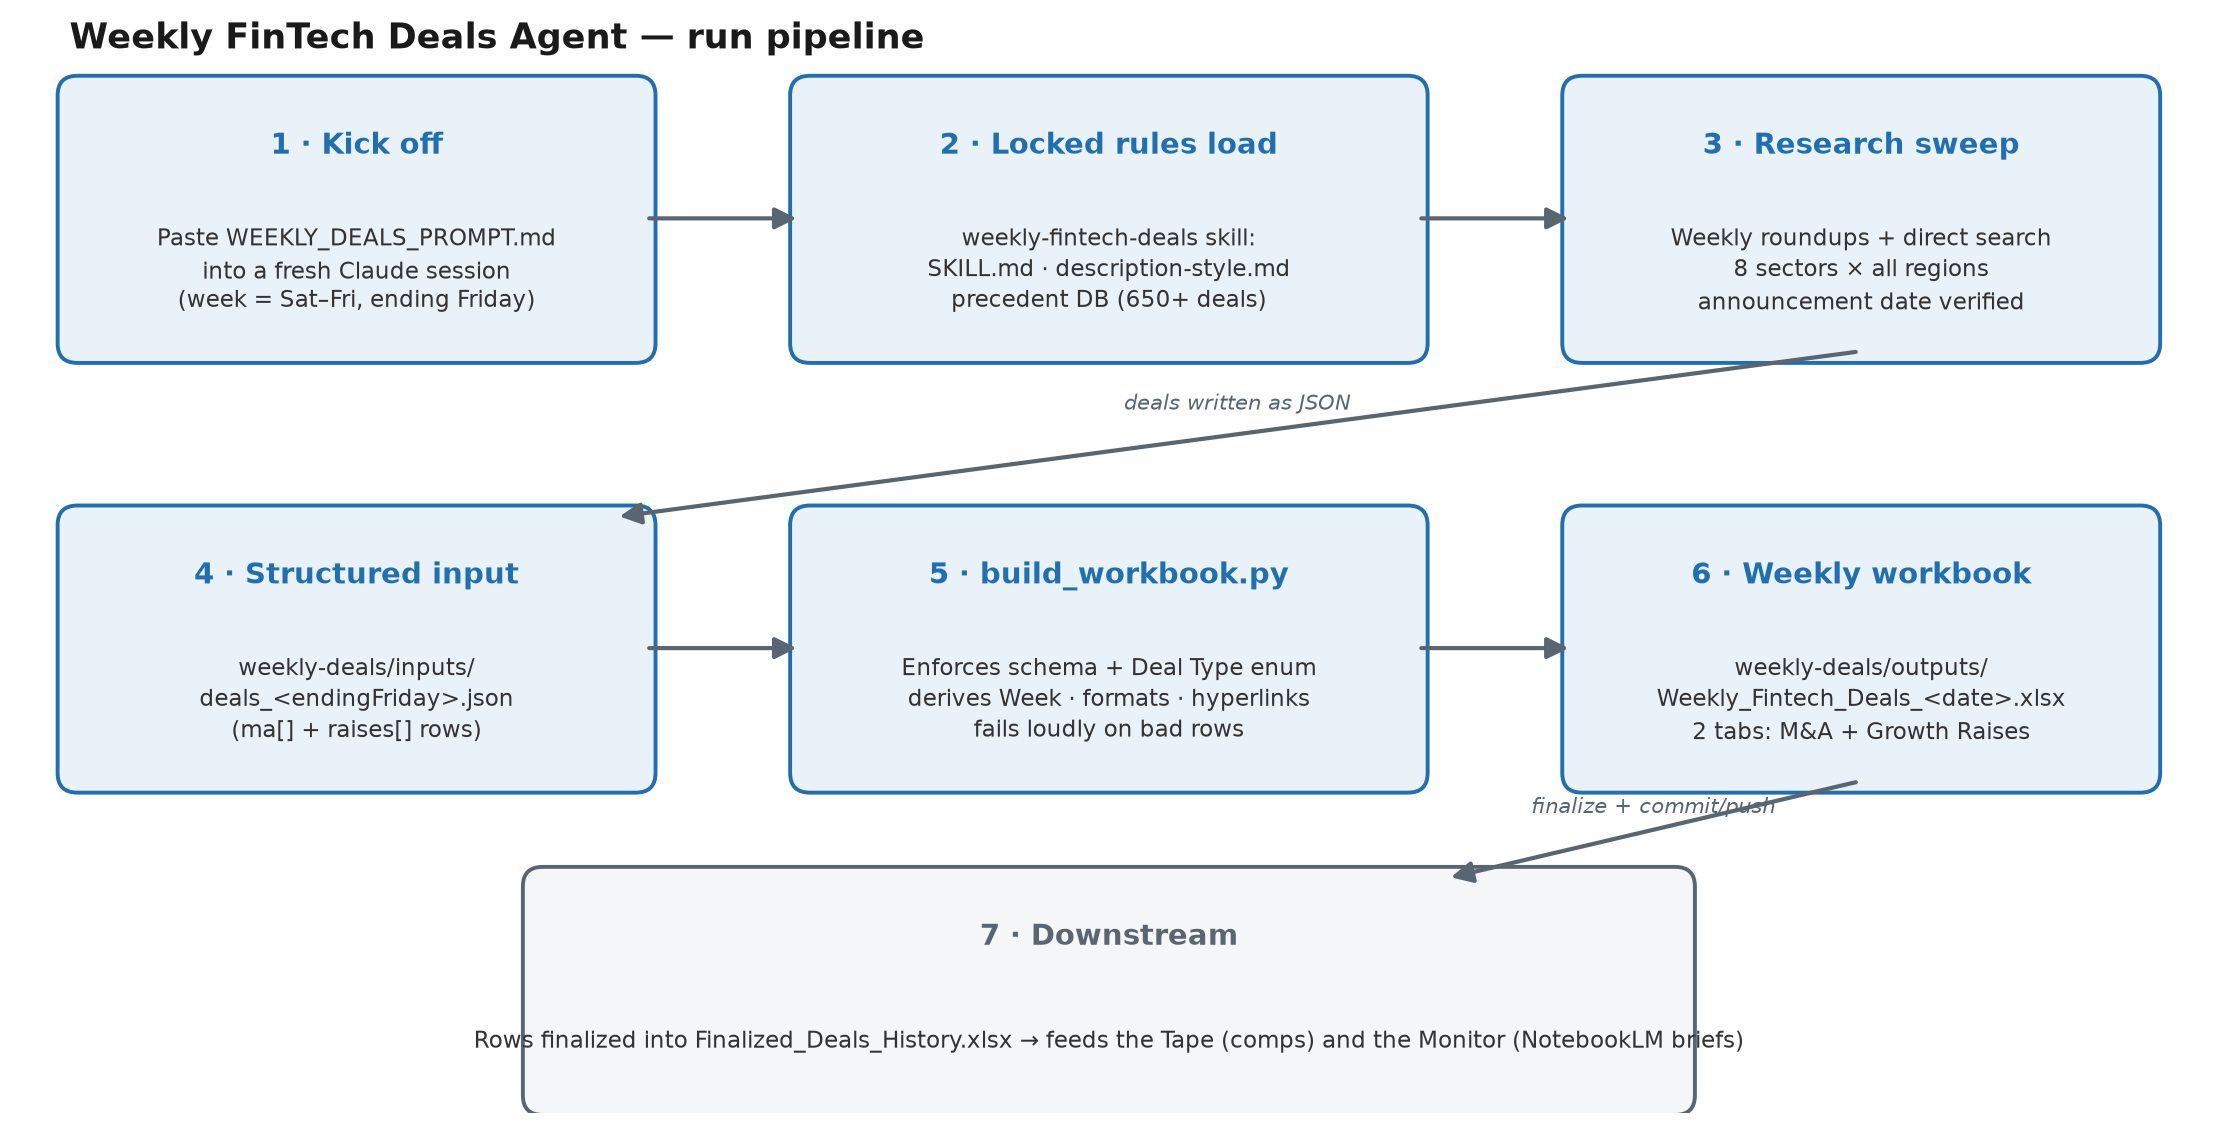 Weekly FinTech Deals Agent — run pipeline
1 · Kick off
Paste WEEKLY_DEALS_PROMPT.md
into a fresh Claude session
(week = Sat–Fri, ending Friday)
2 · Locked rules load
weekly-fintech-deals skill:
SKILL.md · description-style.md
precedent DB (650+ deals)
3 · Research sweep
Weekly roundups + direct search
8 sectors × all regions
announcement date verified
deals written as JSON
4 · Structured input
weekly-deals/inputs/
deals_<endingFriday>.json
(ma[] + raises[] rows)
5 · build_workbook.py
Enforces schema + Deal Type enum
derives Week · formats · hyperlinks
fails loudly on bad rows
6 · Weekly workbook
weekly-deals/outputs/
Weekly_Fintech_Deals_<date>.xlsx
2 tabs: M&A + Growth Raises
finalize + commit/push
7 · Downstream
Rows finalized into Finalized_Deals_History.xlsx → feeds the Tape (comps) and the Monitor (NotebookLM briefs)